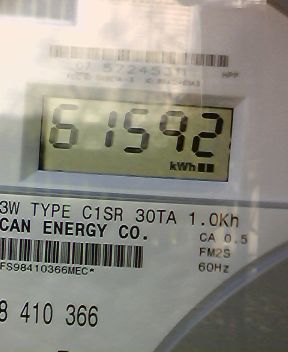 61592
kWh
3W TYPE C1SR 30TA 1.0Kh
CAN ENERGY CO.
CA 0.5
FM2S
60Hz
FS98410366MEC*
8 410 366